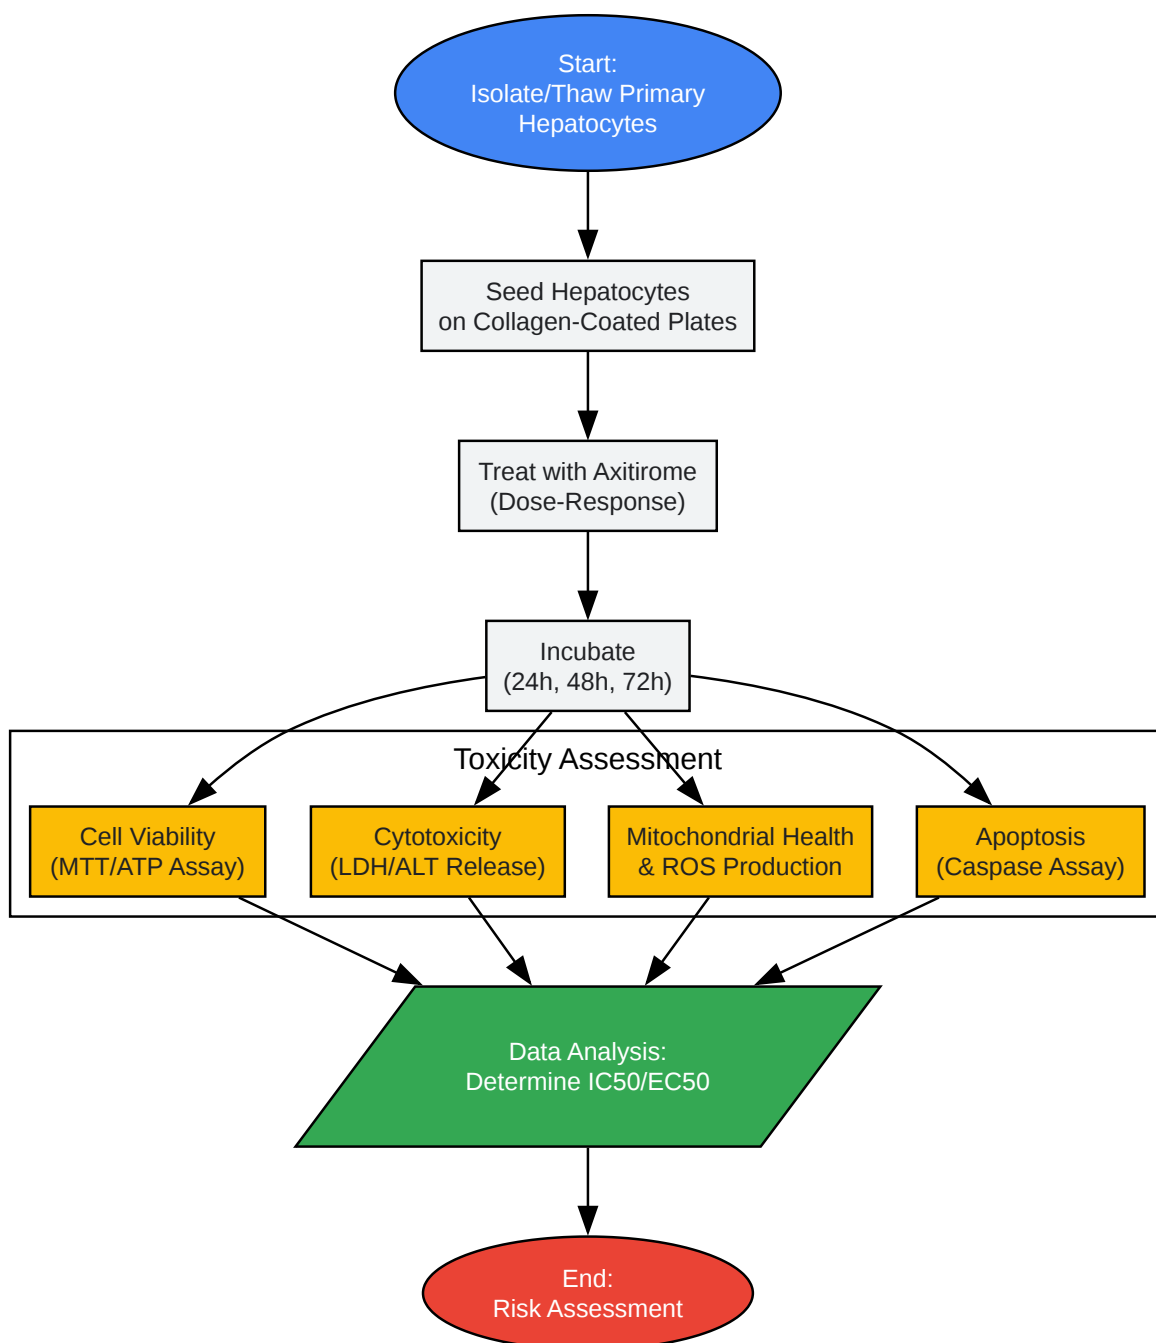 Start:
Isolate/Thaw Primary
Hepatocytes
Seed Hepatocytes
on Collagen-Coated Plates
Treat with Axitirome
(Dose-Response)
Incubate
(24h, 48h, 72h)
Toxicity Assessment
Cell Viability
(MTT/ATP Assay)
Cytotoxicity
(LDH/ALT Release)
Mitochondrial Health
& ROS Production
Apoptosis
(Caspase Assay)
Data Analysis:
Determine IC50/EC50
End:
Risk Assessment